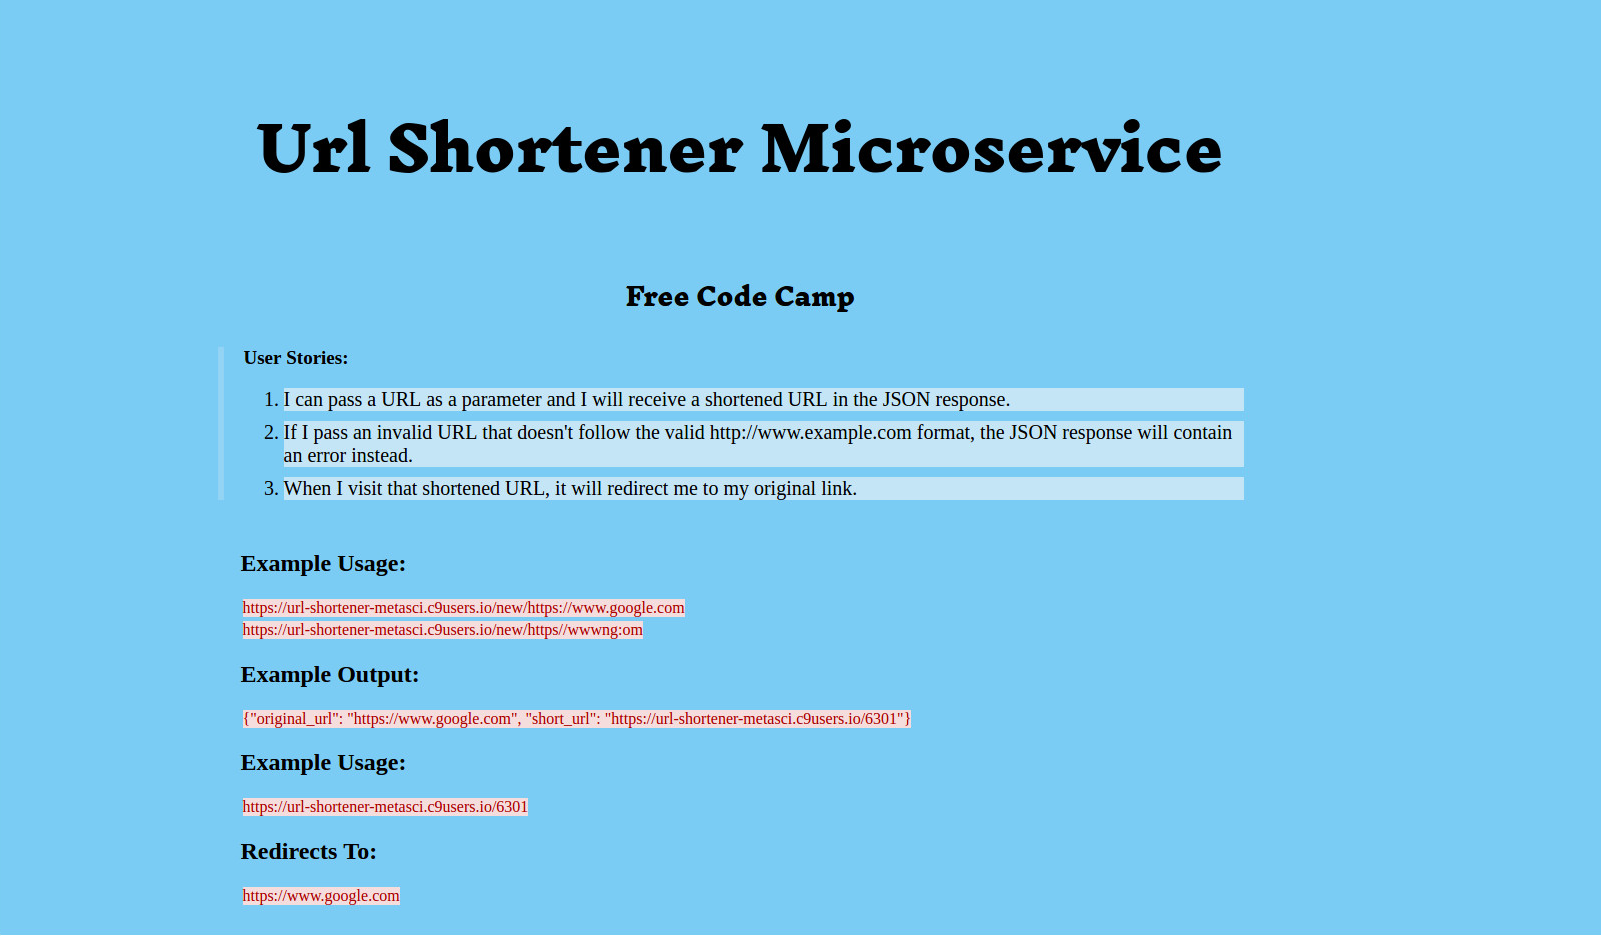 Url Shortener Microservice
Free Code Camp
User Stories:
1. I can pass a URL as a parameter and I will receive a shortened URL in the JSON response.
2. If I pass an invalid URL that doesn't follow the valid http://www.example.com format, the JSON response will contain
an error instead.
3. When I visit that shortened URL, it will redirect me to my original link.
Example Usage:
https://url-shortener-metasci.c9users.io/new/https://www.google.com
https://url-shortener-metasci.c9users.io/new/https//wwwng:om
Example Output:
{"original_url": "https://www.google.com", "short_url": "https://url-shortener-metasci.c9users.io/6301"}
Example Usage:
https://url-shortener-metasci.c9users.io/6301
Redirects To:
https://www.google.com